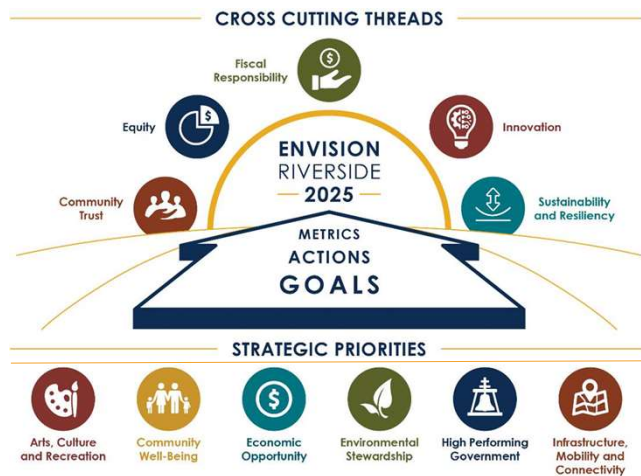 CROSS CUTTING THREADS
Fiscal
Responsibility
$
$
Equity
Innovation
Community
Trust
Sustainability
and Resiliency
ENVISION
RIVERSIDE
2025
METRICS
ACTIONS
GOALS
STRATEGIC PRIORITIES
$
Arts, Culture
and Recreation
Community
Well-Being
Economic
Opportunity
Environmental
Stewardship
High Performing
Government
Infrastructure,
Mobility and
Connectivity